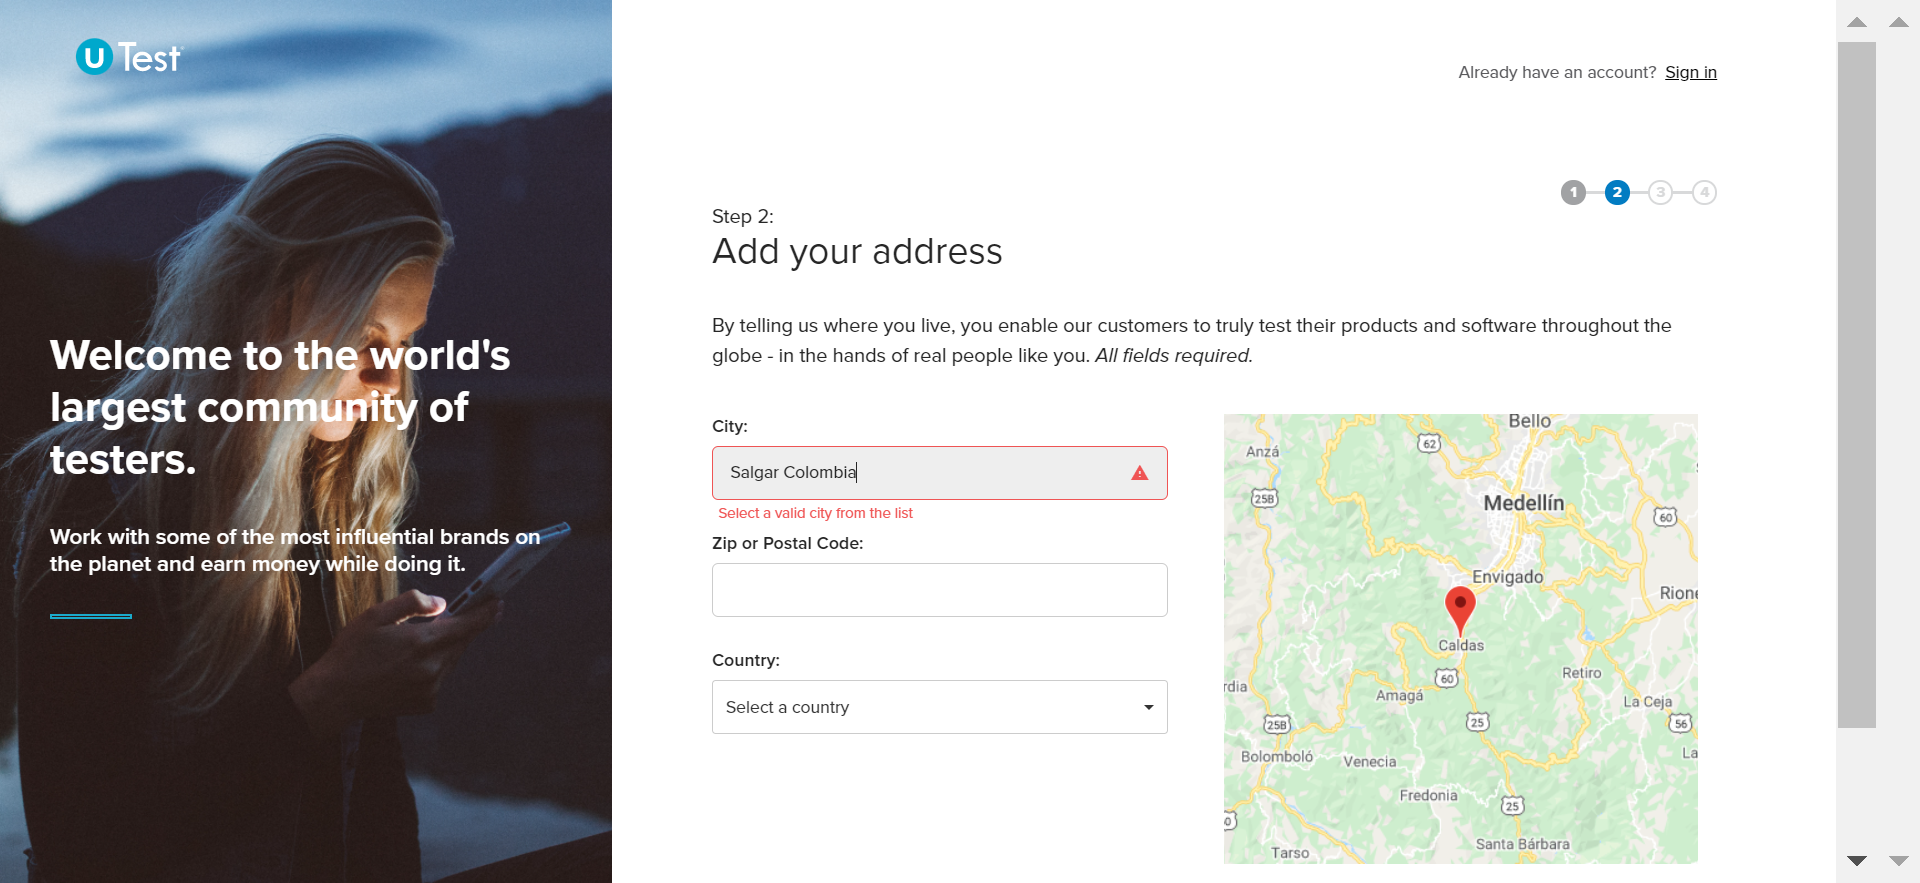 U Test
Welcome to the world's
largest community of
testers.
Work with some of the most influential brands on
the planet and earn money while doing it.
Already have an account? Sign in
1 2 3 4
Step 2:
Add your address
By telling us where you live, you enable our customers to truly test their products and software throughout the
globe - in the hands of real people like you. All fields required.
City:
Salgar Colombia
Select a valid city from the list
Zip or Postal Code:
Country:
Select a country
Bello
62
Anzá
25B
Medellín
60
Envigado
Rione
Caldas
60
Retiro
rdia
Amagá
La Ceja
25B
25
56
Bolomboló
Venecia
La
Fredonia
25
60
Santa Bárbara
Tarso